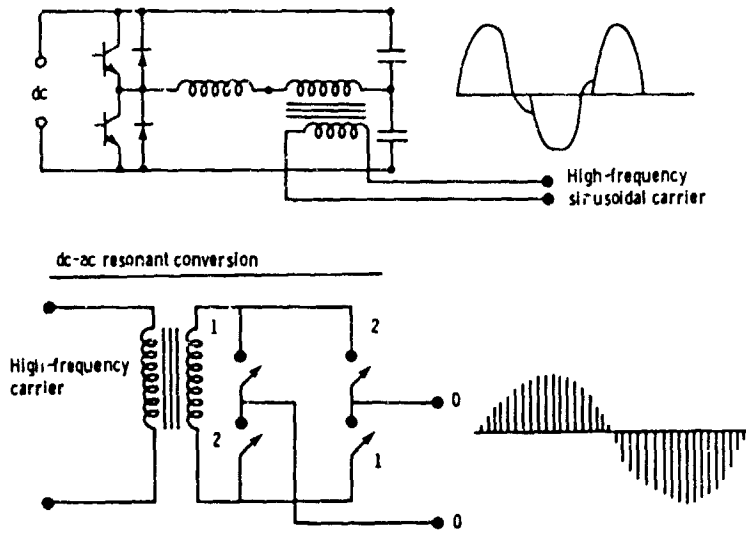 dc
High-frequency
sinusoidal carrier
dc-ac resonant conversion
1
2
High-frequency
carrier
0
2
1
0